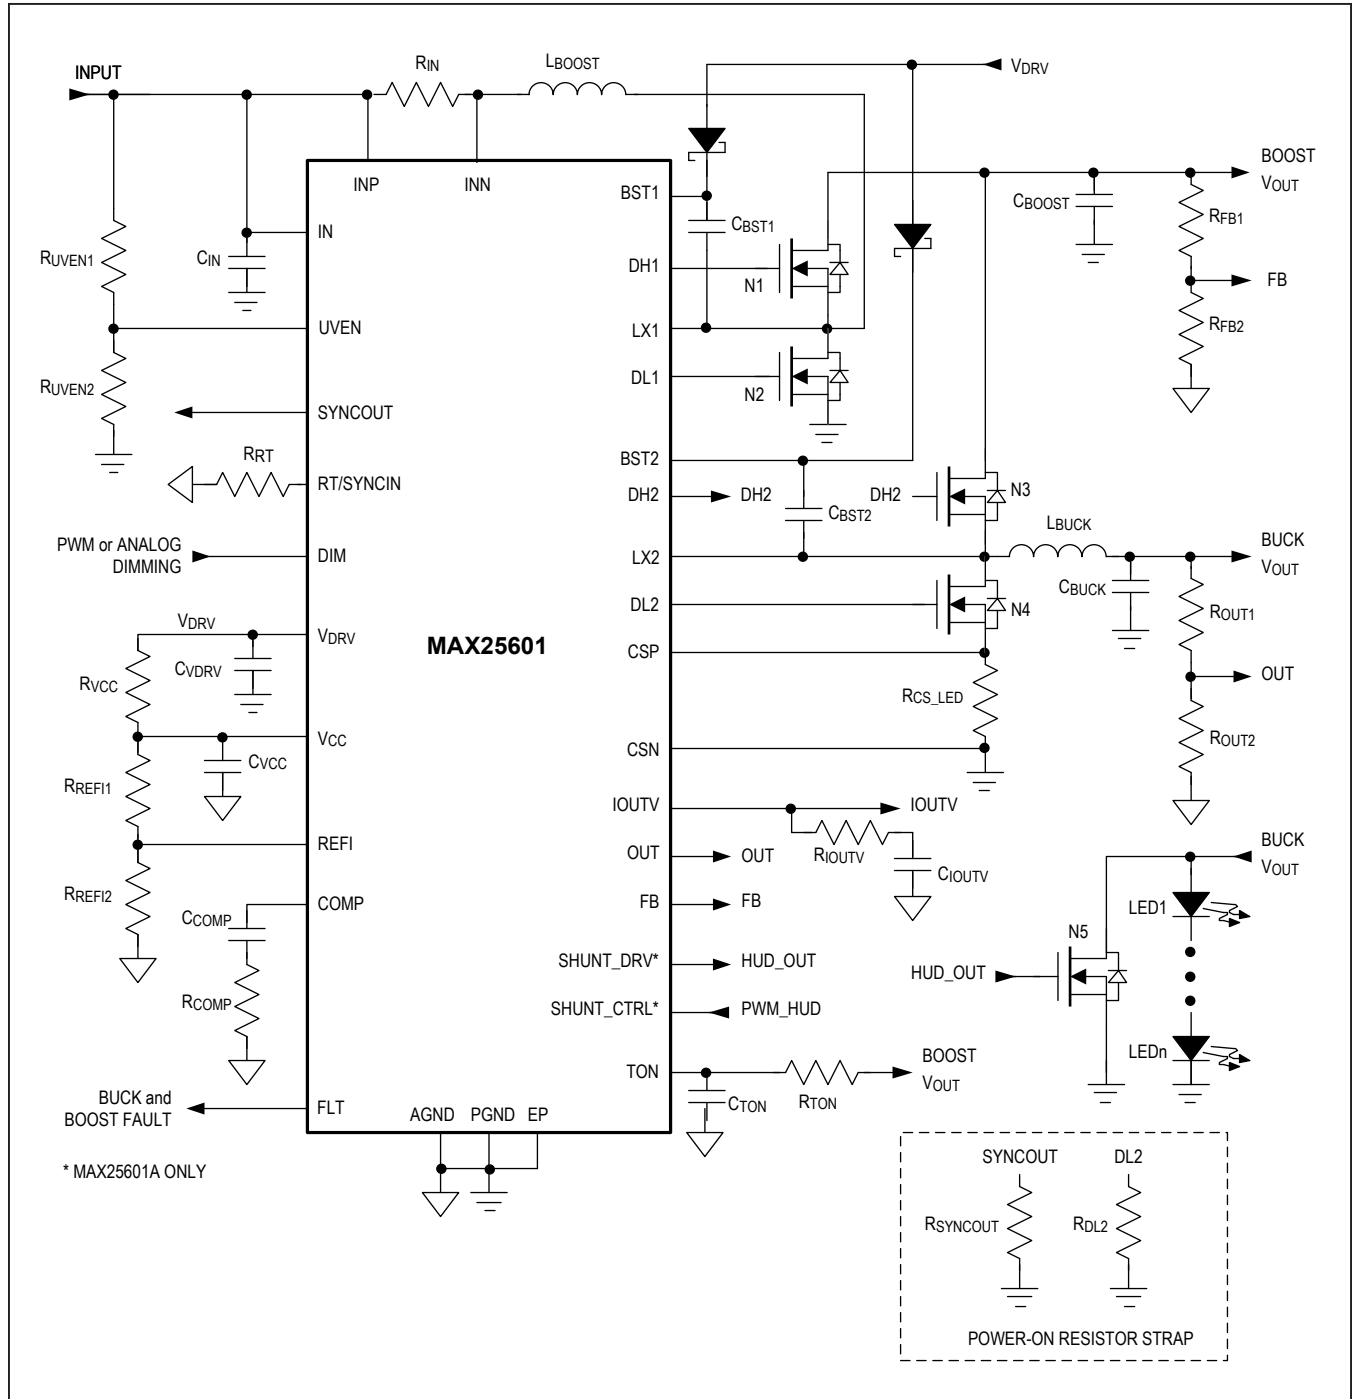 INPUT
RIN
LBOOST
VDRV
INP
INN
BST1
CBST1
CBOOST
BOOST
VOUT
RFB1
RUVEN1
CIN
IN
DH1
N1
FB
UVEN
LX1
RFB2
RUVEN2
DL1
N2
SYNCOUT
BST2
RRT
RT/SYNCIN
DH2
DH2
CBST2
DH2
N3
LBUCK
PWM or ANALOG
DIMMING
DIM
LX2
BUCK
VOUT
CBUCK
DL2
N4
ROUT1
VDRV
VDRV
MAX25601
CSP
CVDRV
RVCC
RCS_LED
OUT
VCC
CSN
ROUT2
CVCC
RREFI1
IOUTV
IOUTV
REFI
RIOUTV
OUT
OUT
CIOUTV
BUCK
VOUT
RREFI2
COMP
FB
FB
LED1
CCOMP
N5
SHUNT_DRV*
HUD_OUT
HUD_OUT
RCOMP
SHUNT_CTRL*
PWM_HUD
LEDn
TON
BOOST
VOUT
CTON
RTON
BUCK and
BOOST FAULT
FLT
AGND
PGND
EP
* MAX25601A ONLY
SYNCOUT
DL2
RSYNCOUT
RDL2
POWER-ON RESISTOR STRAP